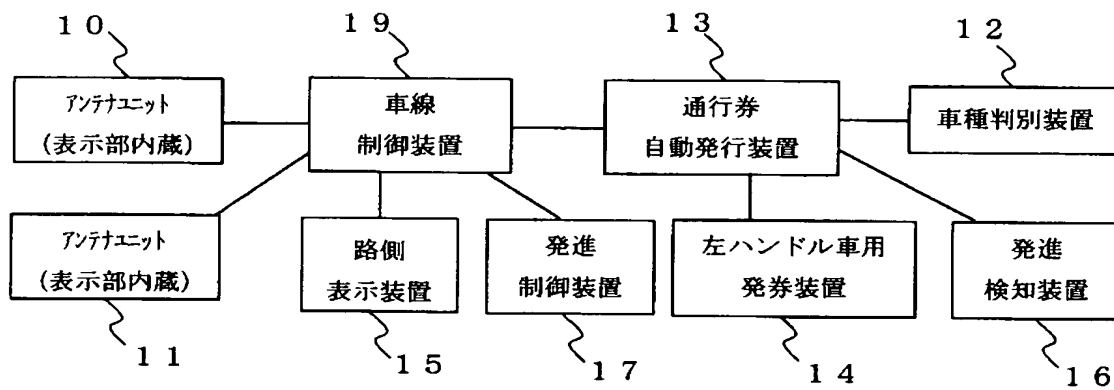 １０
１９
１３
１２
アンテナユニット
(表示部内蔵)
車線
制御装置
通行券
自動発行装置
車種判別装置
アンテナユニット
(表示部内蔵)
路側
表示装置
発進
制御装置
左ハンドル車用
発券装置
発進
検知装置
１１
１５
１７
１４
１６